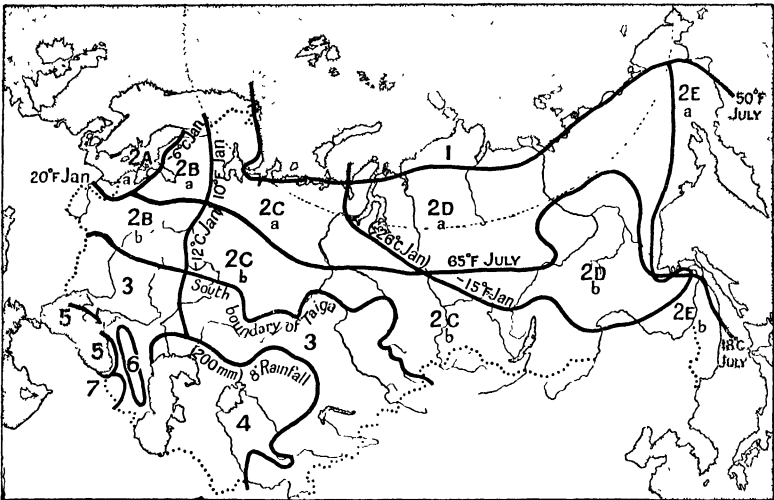 2E
a
50°F
JULY
2A
a
-6°C Jan
2B
a
10°F Jan
1
20°F Jan
2B
b
2C
a
2D
a
(-26°C Jan)
65°F JULY
-12°C Jan
2C
b
-15°F Jan
2D
b
3
South
boundary of Taiga
2C
b
2E
b
18°C
JULY
5
5
6
7
3
(200mm) 8" Rainfall
4